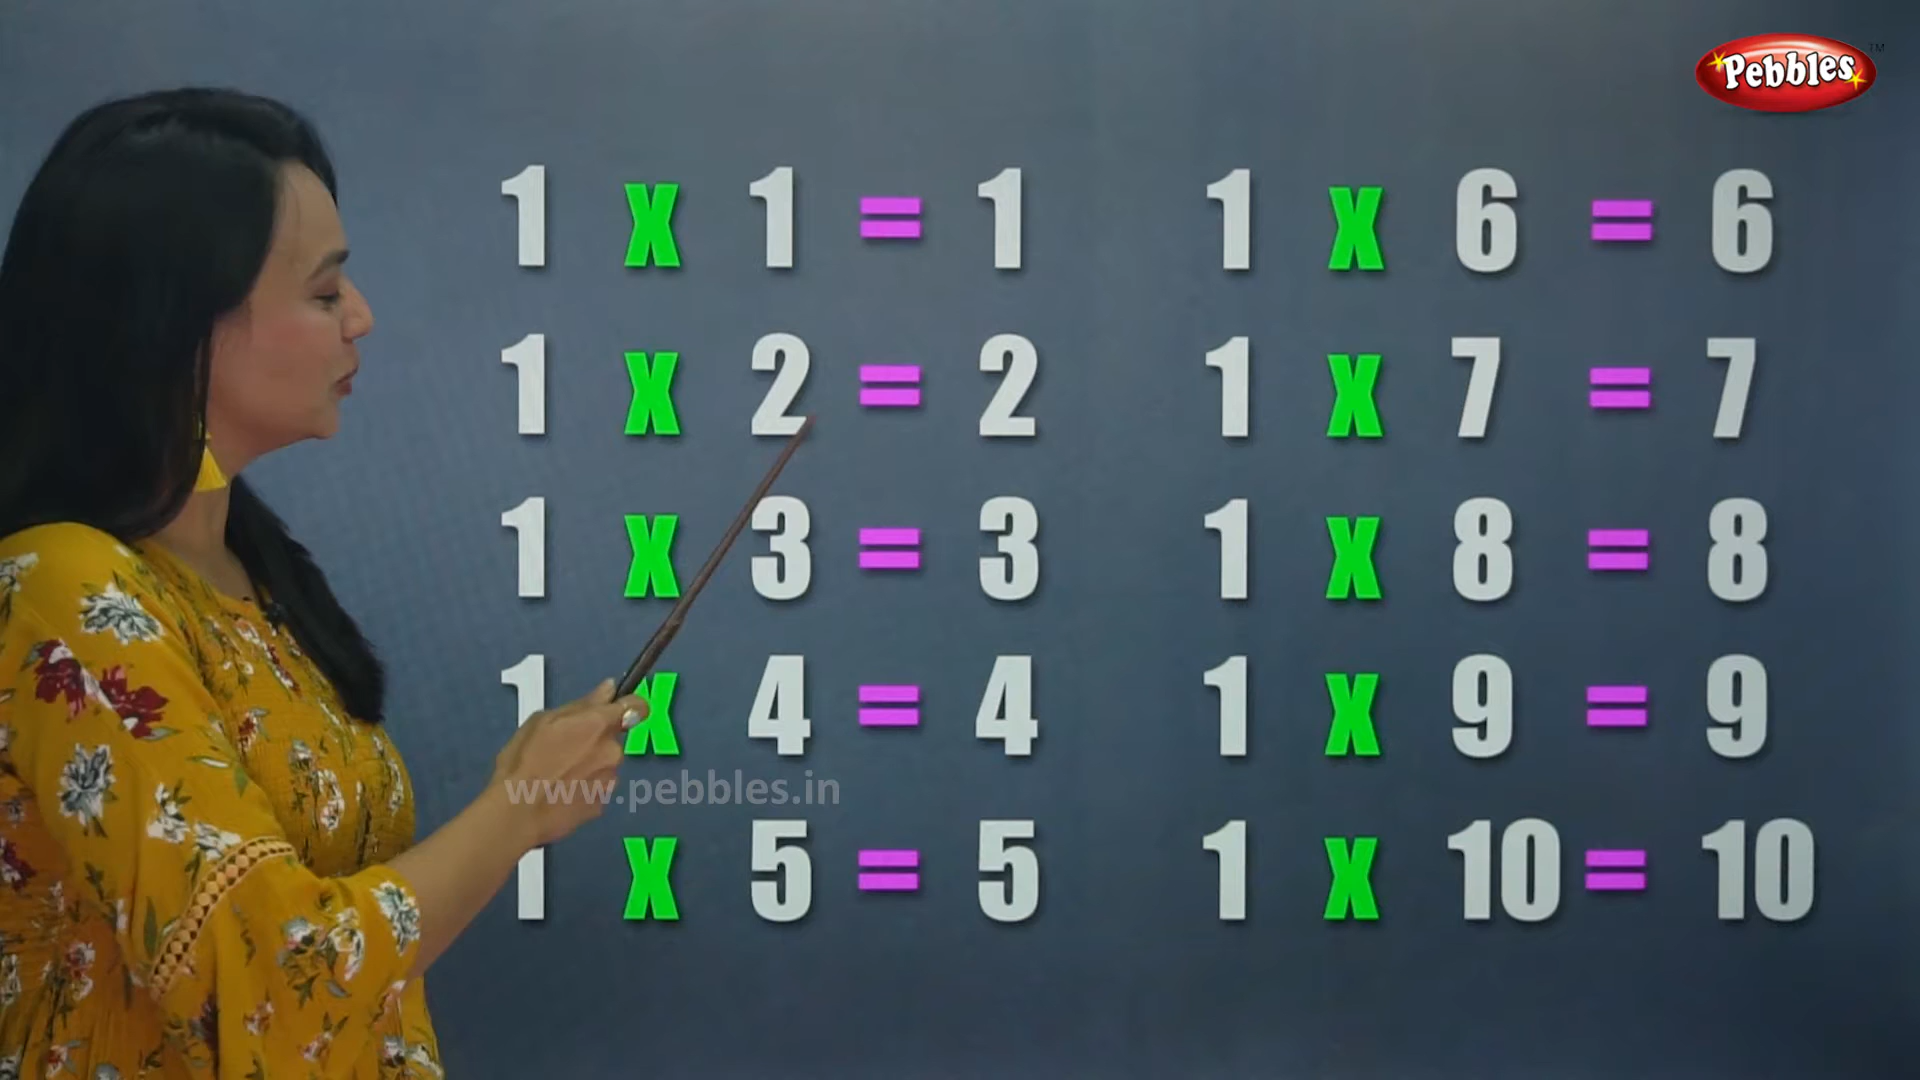 Pebbles™
1 x 1 = 1
1 x 2 = 2
1 x 3 = 3
1 x 4 = 4
1 x 5 = 5
1 x 6 = 6
1 x 7 = 7
1 x 8 = 8
1 x 9 = 9
1 x 10 = 10
www.pebbles.in